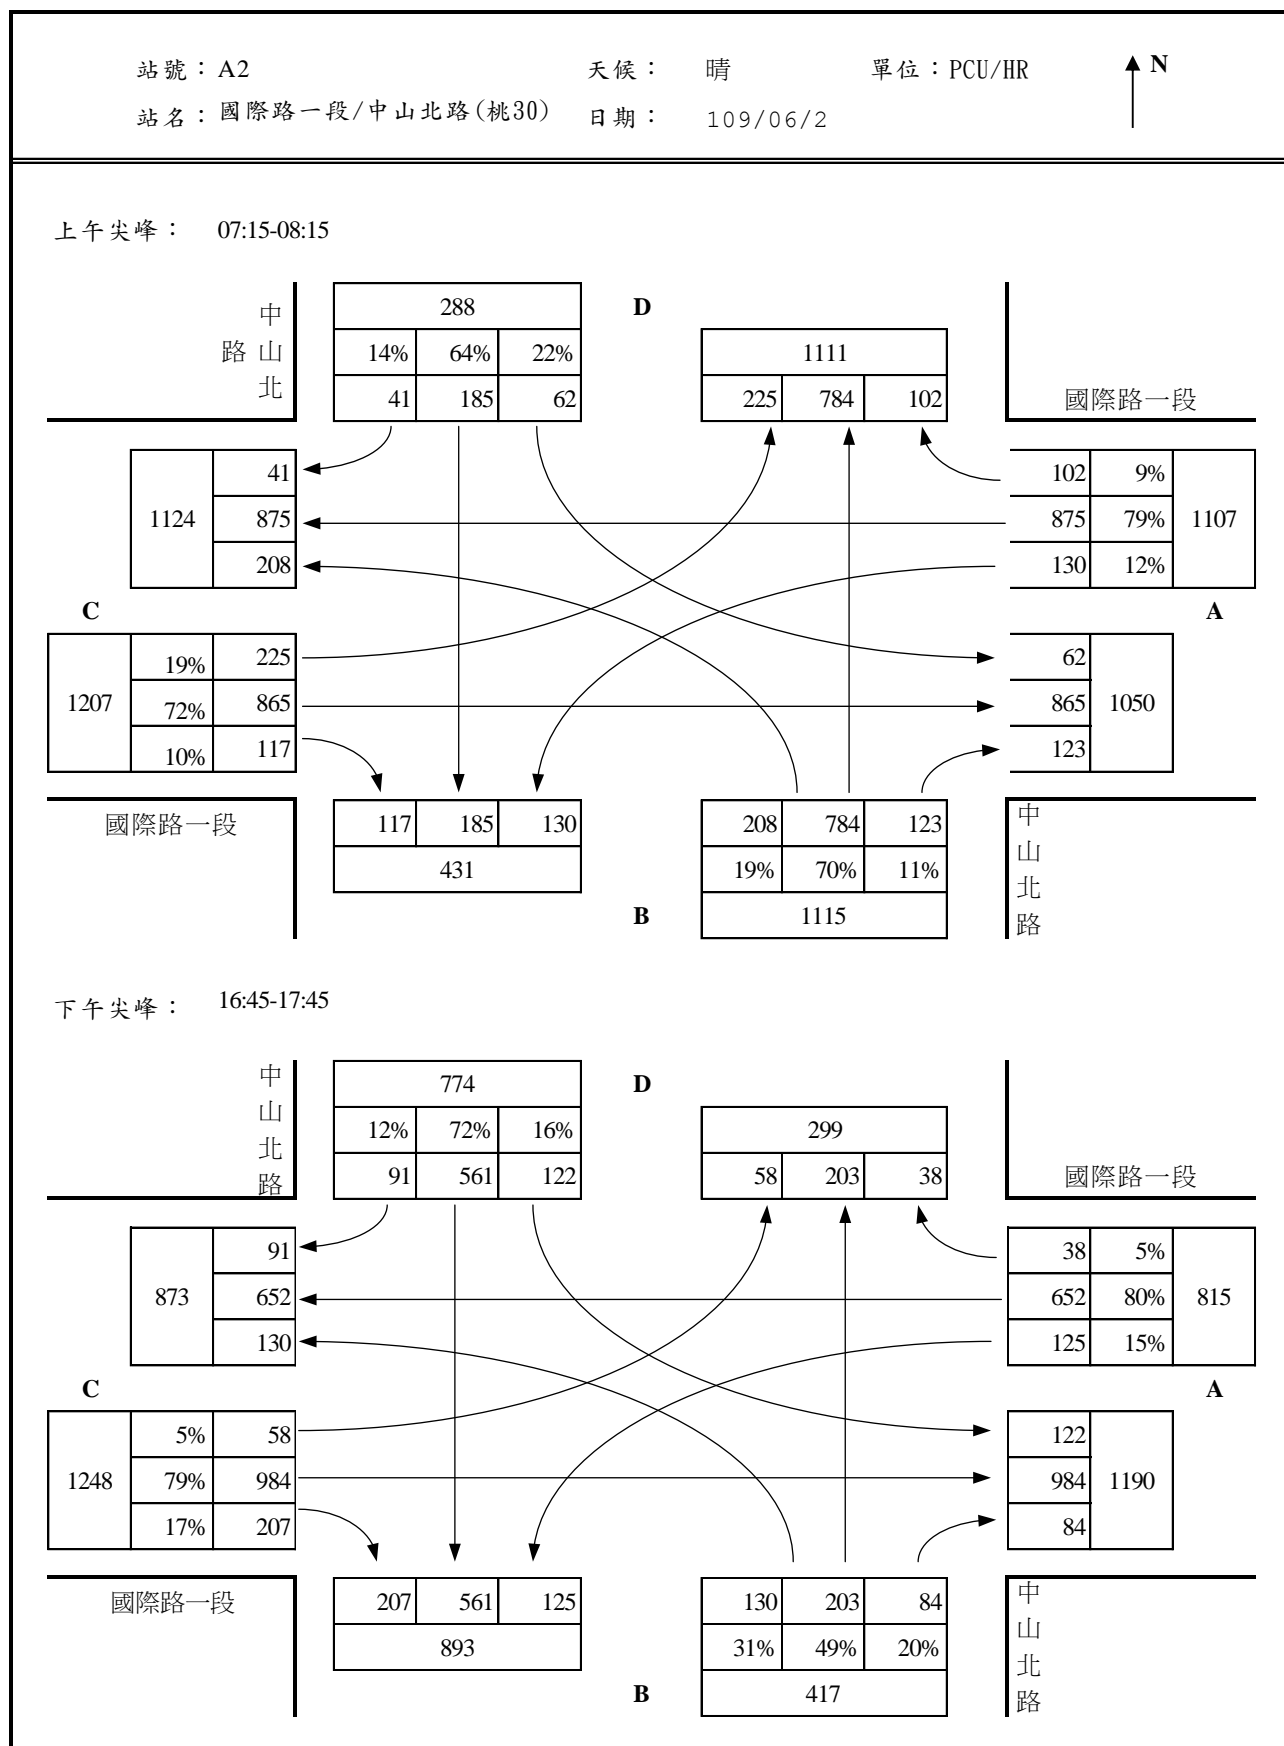 站號：A2 天候： 晴 單位：PCU/HR N
站名：國際路一段/中山北路(桃30) 日期： 109/06/2
上午尖峰： 07:15-08:15
中山北路
288
14% 64% 22%
41 185 62
D
1111
225 784 102
國際路一段
41
1124 875
208
102 9%
875 79% 1107
130 12%
C
A
19% 225
1207 72% 865
10% 117
62
865 1050
123
國際路一段
117 185 130
431
208 784 123
19% 70% 11%
1115
B
中山北路
下午尖峰： 16:45-17:45
中山北路
774
12% 72% 16%
91 561 122
D
299
58 203 38
國際路一段
91
873 652
130
38 5%
652 80% 815
125 15%
C
A
5% 58
1248 79% 984
17% 207
122
984 1190
84
國際路一段
207 561 125
893
130 203 84
31% 49% 20%
417
B
中山北路